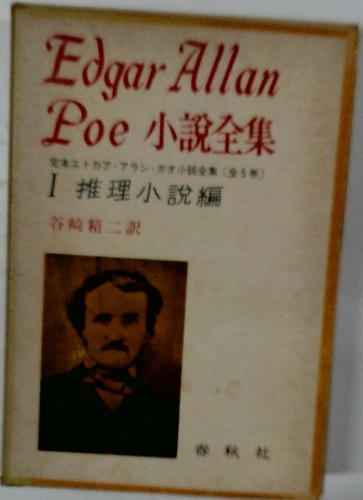 Edgar Allan
Poe 小說全集
定本エドガア・アラン・ポオ小説全集〔全5巻〕
I 推理小説編
谷崎精二訳
春秋社